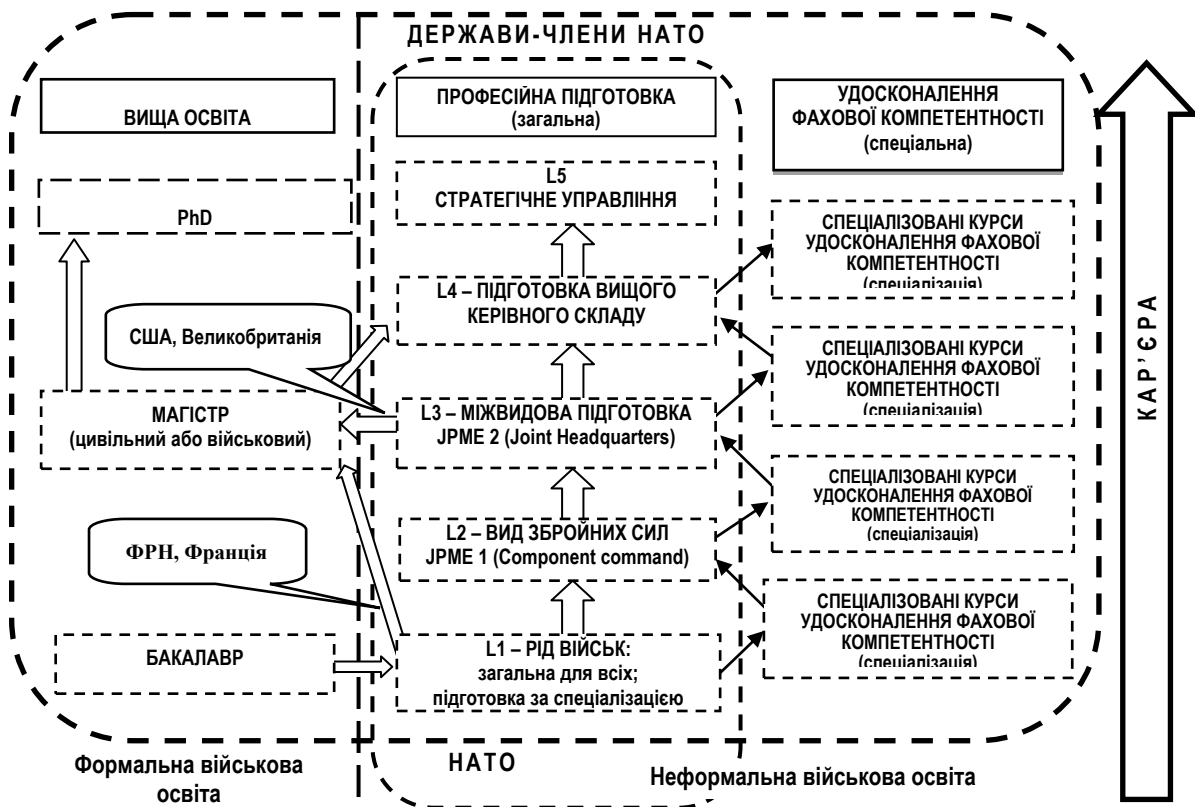 ДЕРЖАВИ-ЧЛЕНИ НАТО
ВИЩА ОСВІТА
PhD
США, Великобританія
МАГІСТР
(цивільний або військовий)
ФРН, Франція
БАКАЛАВР
Формальна військова
освіта
ПРОФЕСІЙНА ПІДГОТОВКА
(загальна)
L5
СТРАТЕГІЧНЕ УПРАВЛІННЯ
L4 – ПІДГОТОВКА ВИЩОГО
КЕРІВНОГО СКЛАДУ
L3 – МІЖВИДОВА ПІДГОТОВКА
JPME 2 (Joint Headquarters)
L2 – ВИД ЗБРОЙНИХ СИЛ
JPME 1 (Component command)
L1 – РІД ВІЙСЬК:
загальна для всіх;
підготовка за спеціалізацією
НАТО
УДОСКОНАЛЕННЯ
ФАХОВОЇ КОМПЕТЕНТНОСТІ
(спеціальна)
СПЕЦІАЛІЗОВАНІ КУРСИ
УДОСКОНАЛЕННЯ ФАХОВОЇ
КОМПЕТЕНТНОСТІ
(спеціалізація)
СПЕЦІАЛІЗОВАНІ КУРСИ
УДОСКОНАЛЕННЯ ФАХОВОЇ
КОМПЕТЕНТНОСТІ
(спеціалізація)
СПЕЦІАЛІЗОВАНІ КУРСИ
УДОСКОНАЛЕННЯ ФАХОВОЇ
КОМПЕТЕНТНОСТІ
(спеціалізація)
СПЕЦІАЛІЗОВАНІ КУРСИ
УДОСКОНАЛЕННЯ ФАХОВОЇ
КОМПЕТЕНТНОСТІ
(спеціалізація)
Неформальна військова освіта
КАР’ЄРА